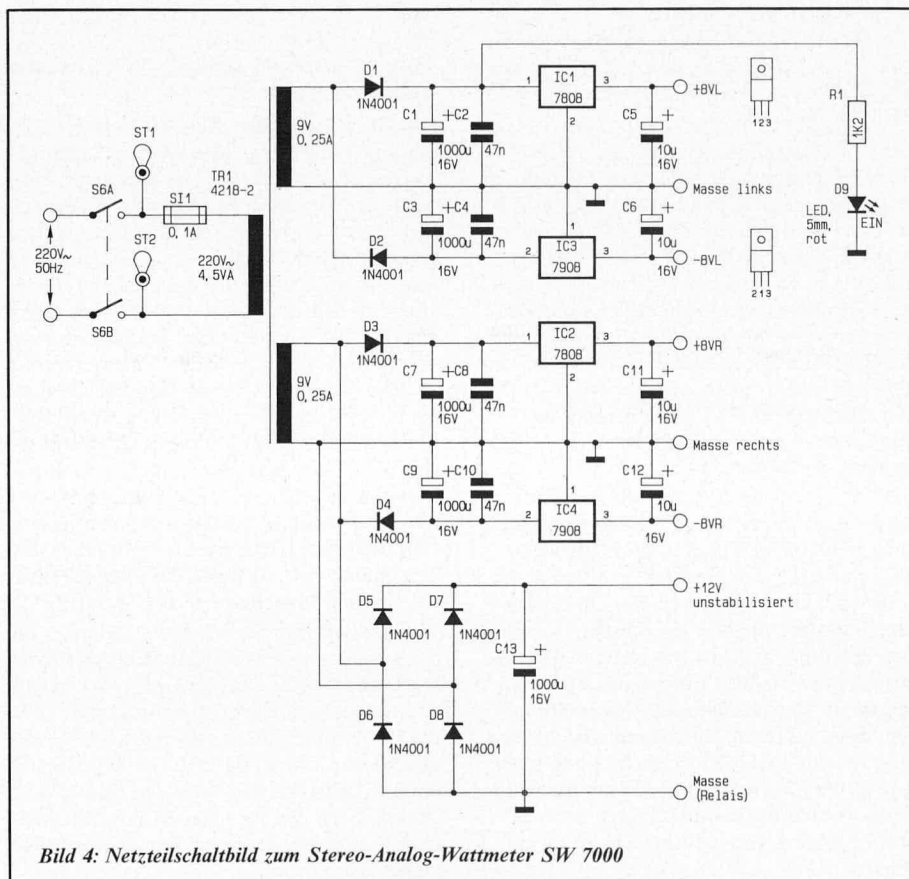 D1
1N4001
C1
+
1000u
16V
C2
47n
1
IC1
7808
3
2
C5
+
10u
16V
+8VL
123
R1
1K2
9V
0,25A
ST1
S6A
SI1
0,1A
TR1
4218-2
220V~
50Hz
ST2
S6B
220V~
4,5VA
Masse links
C3
+
1000u
16V
C4
47n
D2
1N4001
1
2
IC3
7908
3
C6
+
10u
16V
-8VL
213
D9
LED,
5mm,
rot
EIN
D3
1N4001
C7
+
1000u
16V
C8
47n
1
IC2
7808
3
2
C11
+
10u
16V
+8VR
9V
0,25A
Masse rechts
C9
+
1000u
16V
C10
47n
D4
1N4001
1
2
IC4
7908
3
C12
+
10u
16V
-8VR
+12V
unstabilisiert
D5
1N4001
D7
1N4001
C13
+
1000u
16V
D6
1N4001
D8
1N4001
Masse
(Relais)
Bild 4: Netzteilschaltbild zum Stereo-Analog-Wattmeter SW 7000